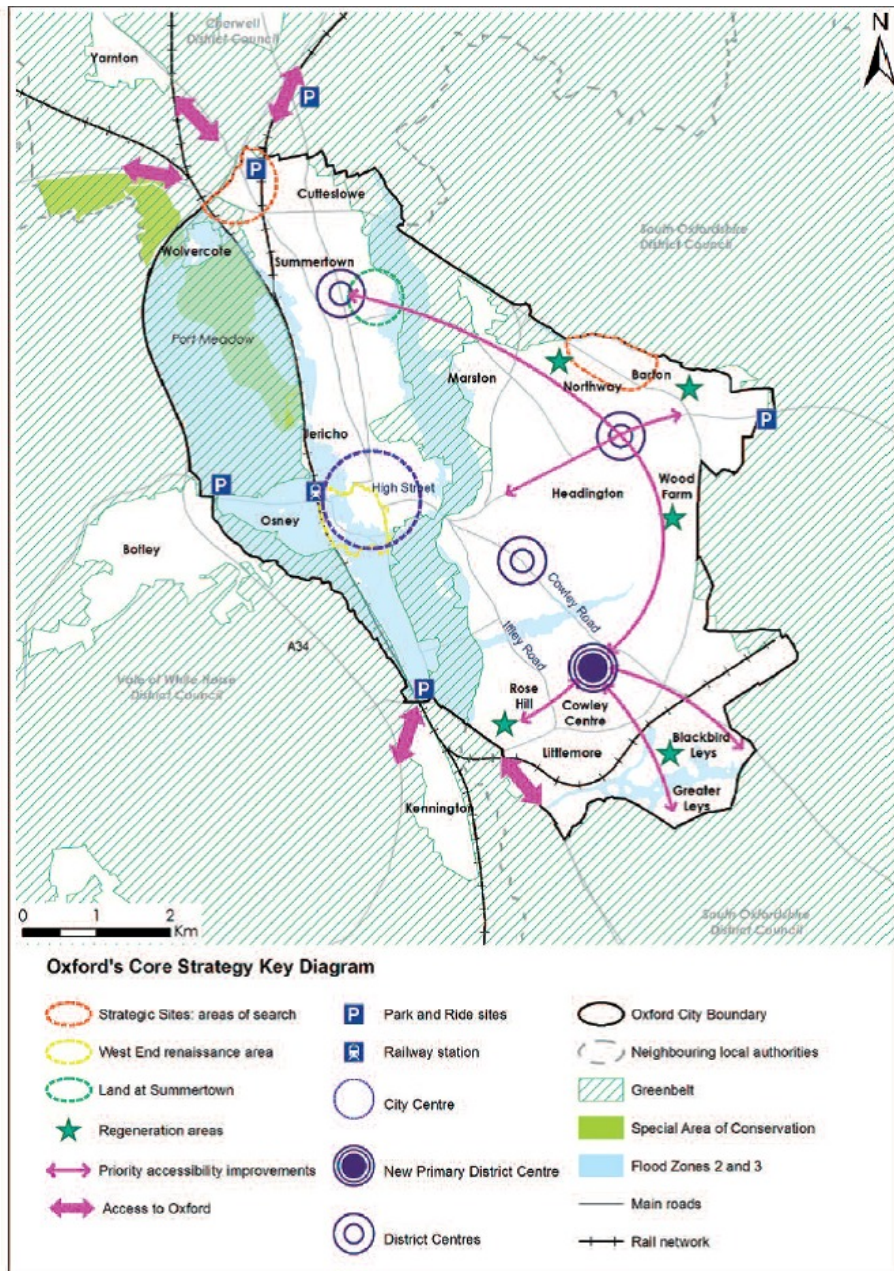 N
Cherwell
District Council
Yarnton
P
P
Cutteslowe
South Oxfordshire
District Council
Wolvercote
Summertown
Port Meadow
Marston
Northway
Barton
P
Jericho
P
High Street
Headington
Wood
Farm
Osney
Botley
Cowley Road
Iffley Road
A34
Vale of White Horse
District Council
P
Rose
Hill
Cowley
Centre
Blackbird
Leys
Littlemore
Greater
Leys
Kennington
0 1 2
Km
South Oxfordshire
District Council
Oxford's Core Strategy Key Diagram
Strategic Sites: areas of search
West End renaissance area
Land at Summertown
Regeneration areas
Priority accessibility improvements
Access to Oxford
P Park and Ride sites
Railway station
City Centre
New Primary District Centre
District Centres
Oxford City Boundary
Neighbouring local authorities
Greenbelt
Special Area of Conservation
Flood Zones 2 and 3
Main roads
Rail network